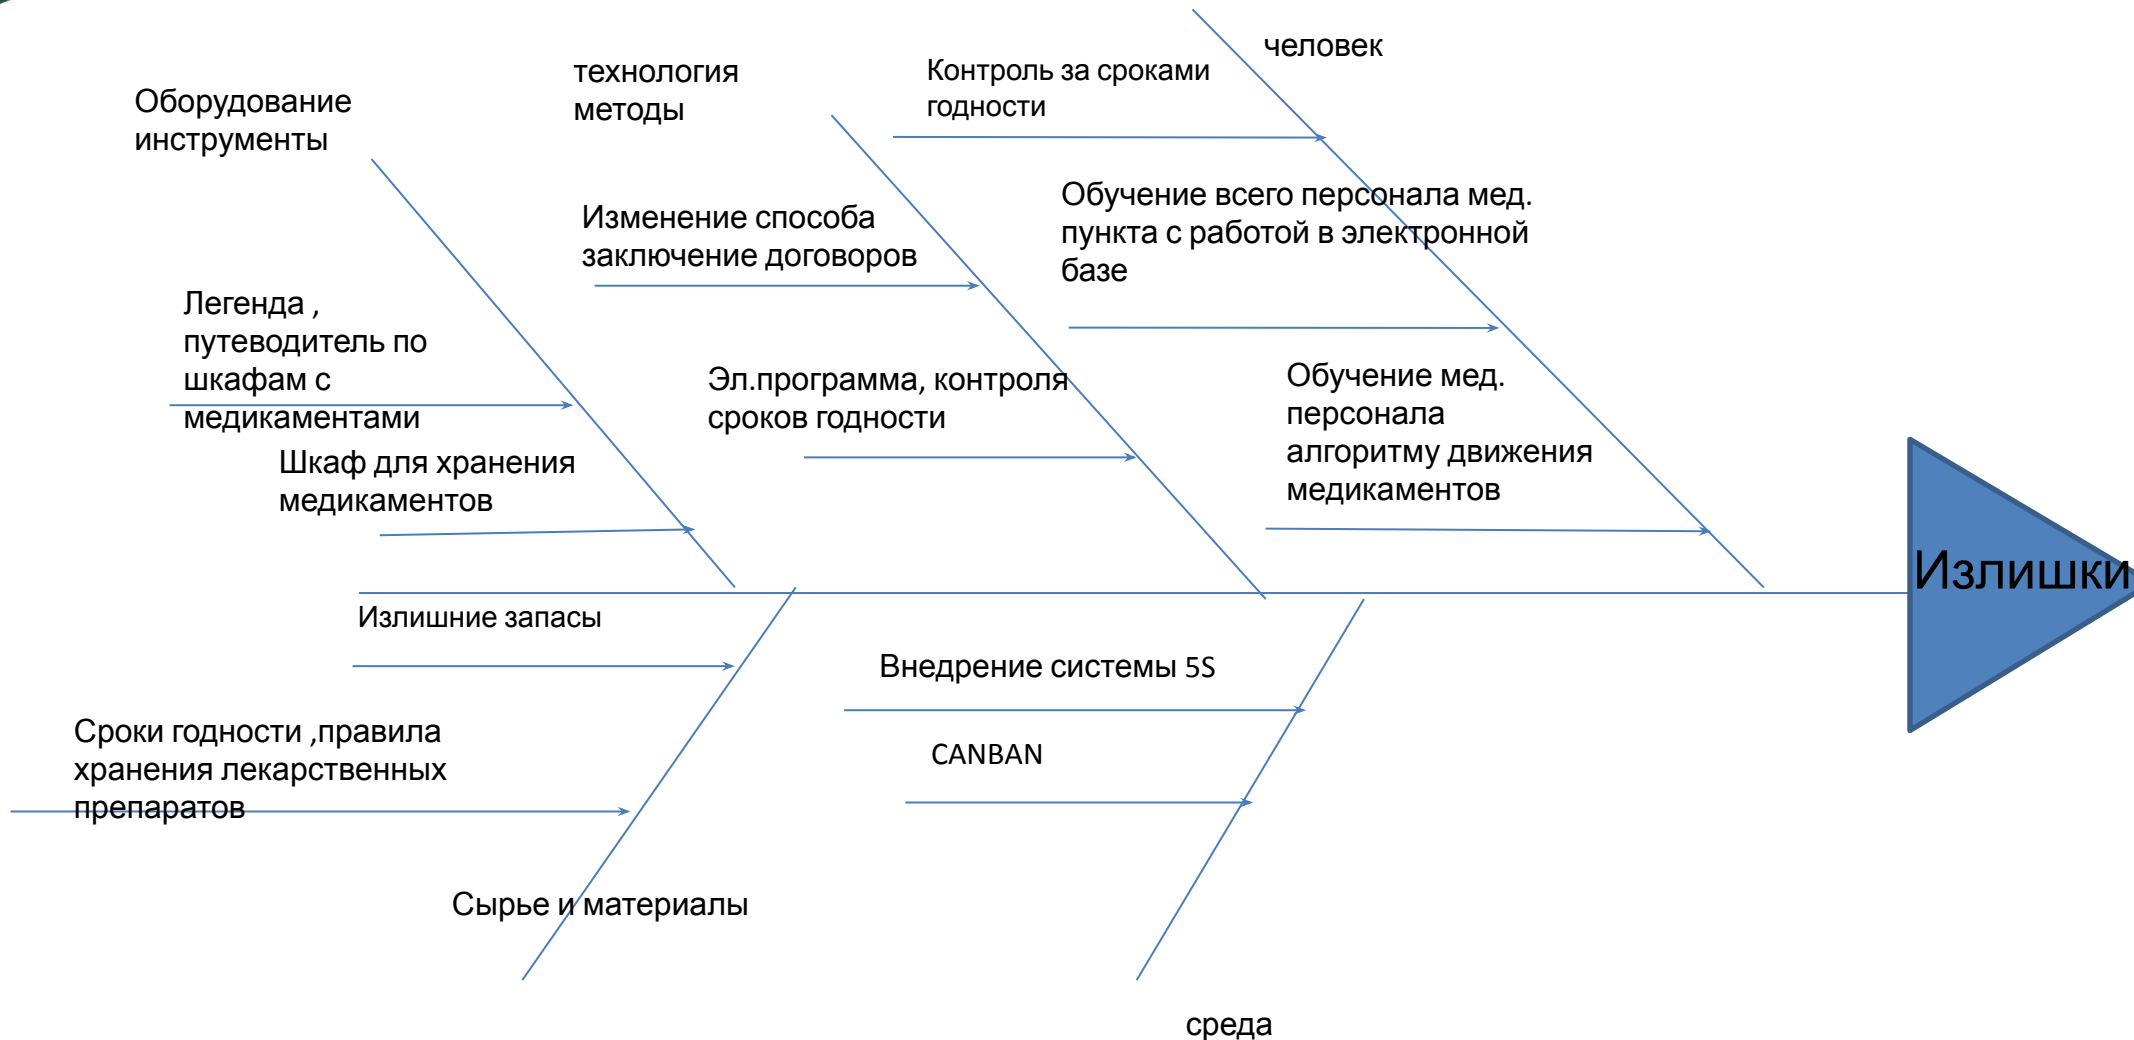 человек
технология
методы
Контроль за сроками
годности
Оборудование
инструменты
Обучение всего персонала мед.
пункта с работой в электронной
базе
Изменение способа
заключение договоров
Легенда ,
путеводитель по
шкафам с
медикаментами
Эл.программа, контроля
сроков годности
Обучение мед.
персонала
алгоритму движения
медикаментов
Шкаф для хранения
медикаментов
Излишки
Излишние запасы
Внедрение системы 5S
Сроки годности ,правила
хранения лекарственных
препаратов
CANBAN
Сырье и материалы
среда